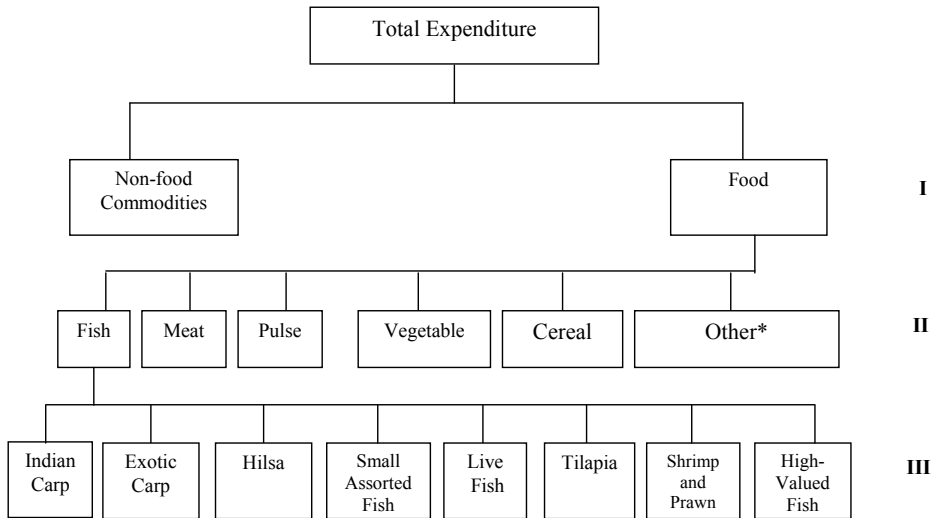 Total Expenditure
Non-food
Commodities
Food
I
Fish
Meat
Pulse
Vegetable
Cereal
Other*
II
Indian
Carp
Exotic
Carp
Hilsa
Small
Assorted
Fish
Live
Fish
Tilapia
Shrimp
and
Prawn
High-
Valued
Fish
III